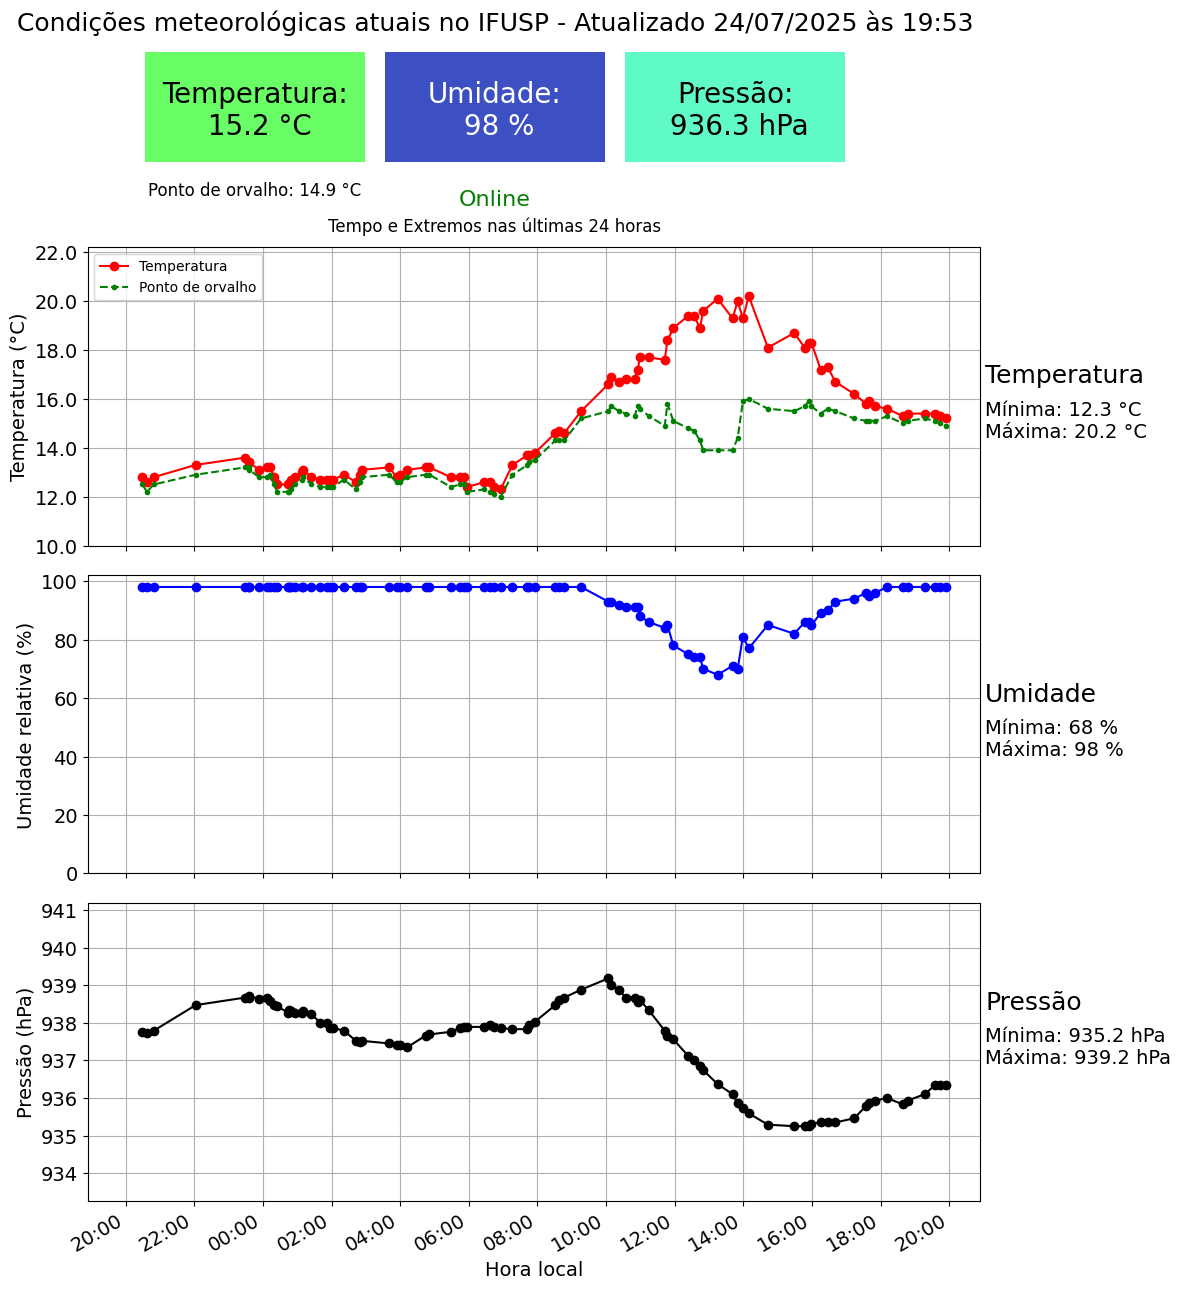 Condições meteorológicas atuais no IFUSP - Atualizado 24/07/2025 às 19:53
Temperatura:
15.2 °C
Umidade:
98 %
Pressão:
936.3 hPa
Ponto de orvalho: 14.9 °C
Online
Tempo e Extremos nas últimas 24 horas
Temperatura (°C)
22.0
20.0
18.0
16.0
14.0
12.0
10.0
Temperatura
Ponto de orvalho
Temperatura
Mínima: 12.3 °C
Máxima: 20.2 °C
Umidade relativa (%)
100
80
60
40
20
0
Umidade
Mínima: 68 %
Máxima: 98 %
Pressão (hPa)
941
940
939
938
937
936
935
934
Pressão
Mínima: 935.2 hPa
Máxima: 939.2 hPa
20:00 22:00 00:00 02:00 04:00 06:00 08:00 10:00 12:00 14:00 16:00 18:00 20:00
Hora local